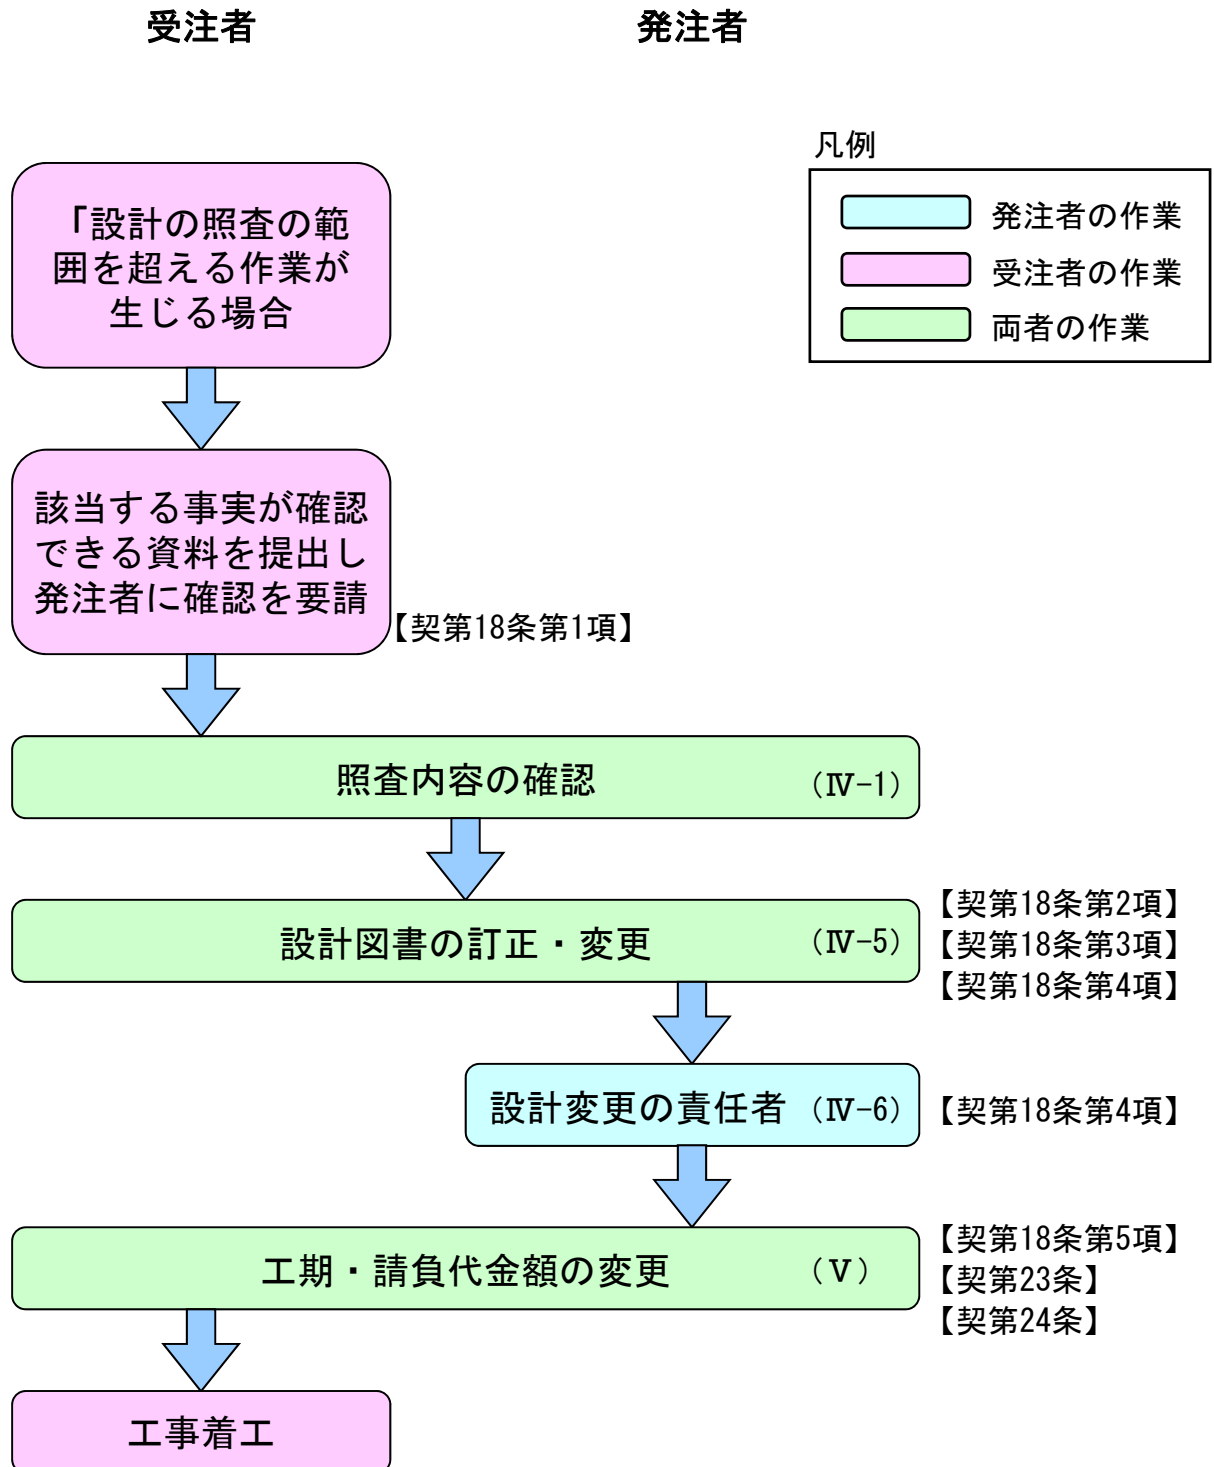 受注者
発注者
凡例
発注者の作業
受注者の作業
両者の作業
「設計の照査の範
囲を超える作業が
生じる場合
該当する事実が確認
できる資料を提出し
発注者に確認を要請
【契第18条第1項】
照査内容の確認 (Ⅳ-1)
設計図書の訂正・変更 (Ⅳ-5)
【契第18条第2項】
【契第18条第3項】
【契第18条第4項】
設計変更の責任者 (Ⅳ-6)
【契第18条第4項】
工期・請負代金額の変更 (Ⅴ)
【契第18条第5項】
【契第23条】
【契第24条】
工事着工